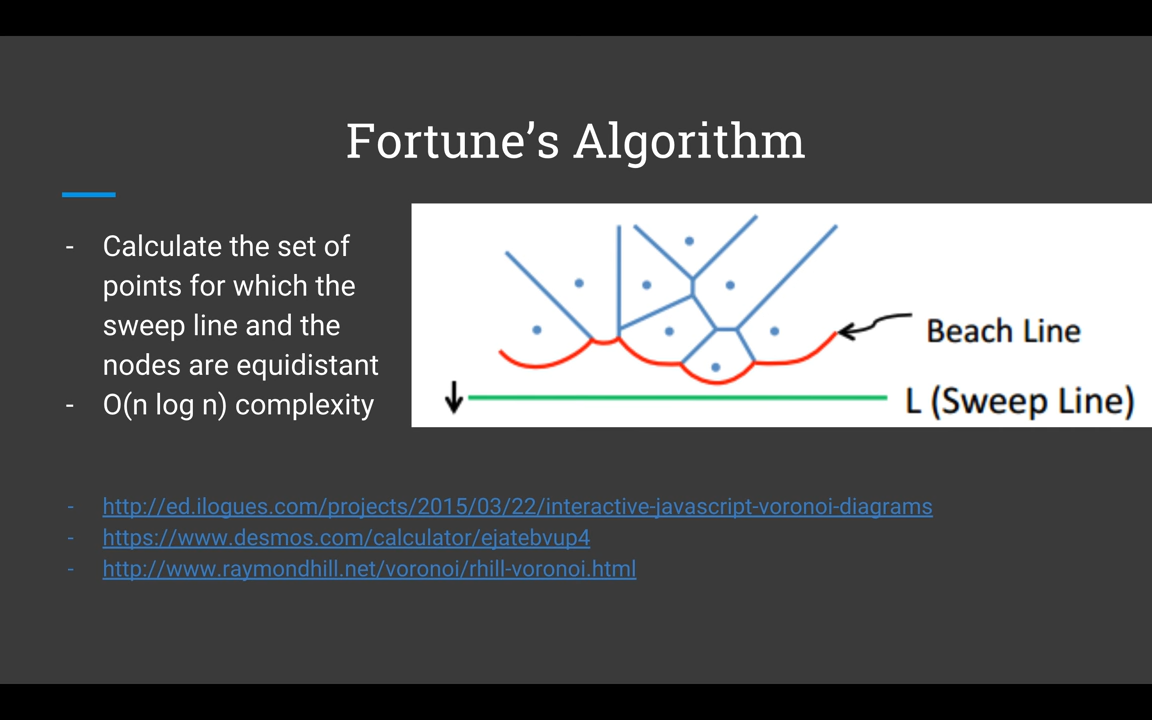 Fortune’s Algorithm
- Calculate the set of
points for which the
sweep line and the
nodes are equidistant
- O(n log n) complexity
Beach Line
L (Sweep Line)
- http://ed.ilogues.com/projects/2015/03/22/interactive-javascript-voronoi-diagrams
- https://www.desmos.com/calculator/ejatebvup4
- http://www.raymondhill.net/voronoi/rhill-voronoi.html